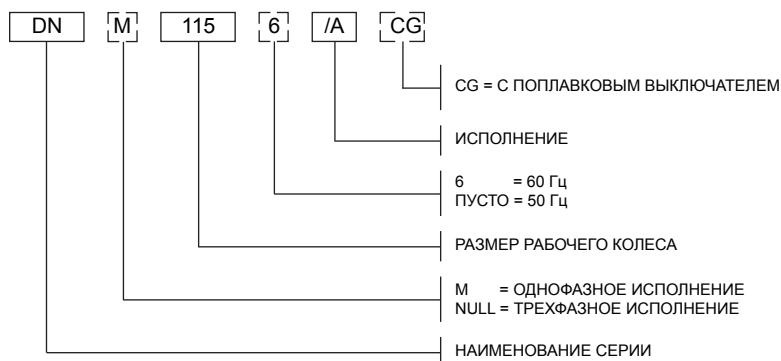 DN M 115 6 /A CG
CG = С ПОПЛАВКОВЫМ ВЫКЛЮЧАТЕЛЕМ
ИСПОЛНЕНИЕ
6 = 60 Гц
ПУСТО = 50 Гц
РАЗМЕР РАБОЧЕГО КОЛЕСА
M = ОДНОФАЗНОЕ ИСПОЛНЕНИЕ
NULL = ТРЕХФАЗНОЕ ИСПОЛНЕНИЕ
НАИМЕНОВАНИЕ СЕРИИ